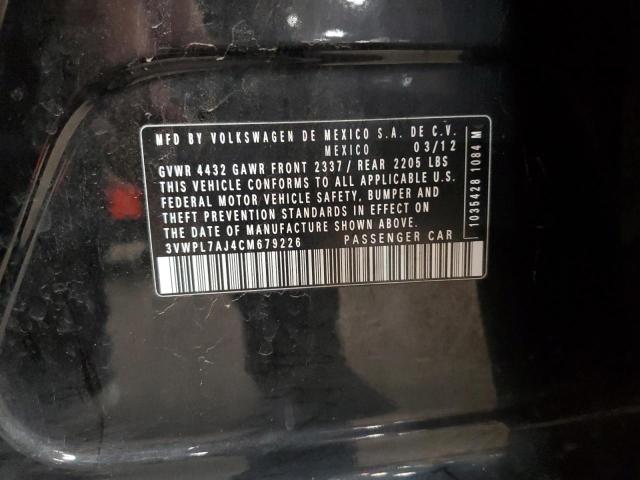 MFD BY VOLKSWAGEN DE MEXICO S.A. DE C.V.
MEXICO 03/12
GVWR 4432 GAWR FRONT 2337 / REAR 2205 LBS
THIS VEHICLE CONFORMS TO ALL APPLICABLE U.S.
FEDERAL MOTOR VEHICLE SAFETY, BUMPER AND
THEFT PREVENTION STANDARDS IN EFFECT ON
THE DATE OF MANUFACTURE SHOWN ABOVE.
3VWPL7AJ4CM679226 PASSENGER CAR
1035428 1084 M